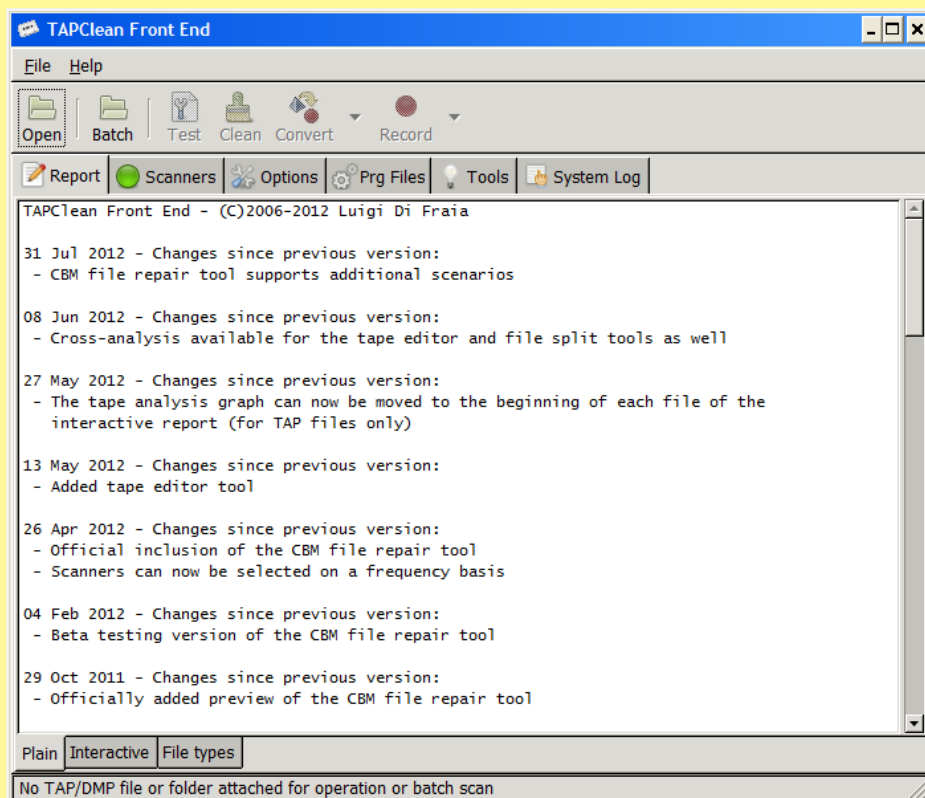 TAPClean Front End
File Help
Open Batch Test Clean Convert Record
Report Scanners Options Prg Files Tools System Log
TAPClean Front End - (C)2006-2012 Luigi Di Fraia
31 Jul 2012 - Changes since previous version:
- CBM file repair tool supports additional scenarios
08 Jun 2012 - Changes since previous version:
- Cross-analysis available for the tape editor and file split tools as well
27 May 2012 - Changes since previous version:
- The tape analysis graph can now be moved to the beginning of each file of the
interactive report (for TAP files only)
13 May 2012 - Changes since previous version:
- Added tape editor tool
26 Apr 2012 - Changes since previous version:
- Official inclusion of the CBM file repair tool
- Scanners can now be selected on a frequency basis
04 Feb 2012 - Changes since previous version:
- Beta testing version of the CBM file repair tool
29 Oct 2011 - Changes since previous version:
- Officially added preview of the CBM file repair tool
Plain Interactive File types
No TAP/DMP file or folder attached for operation or batch scan